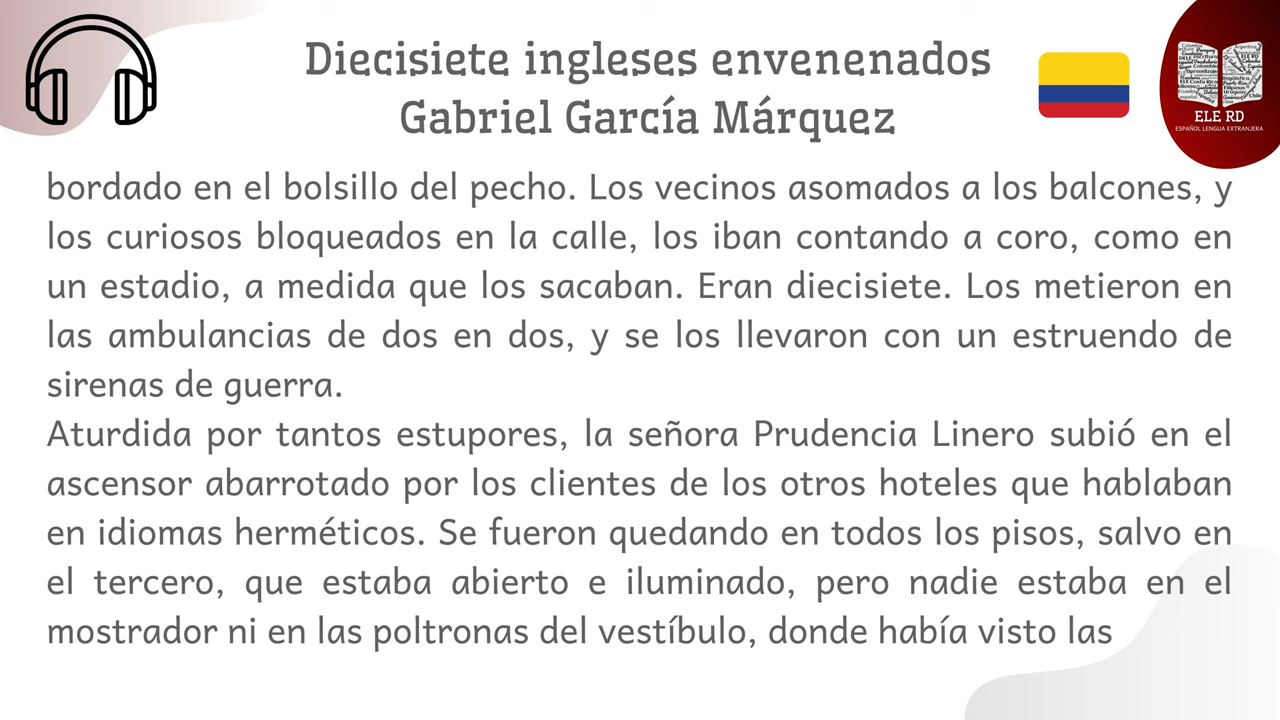 Diecisiete ingleses envenenados
Gabriel García Márquez
ELE RD
ESPAÑOL LENGUA EXTRANJERA
bordado en el bolsillo del pecho. Los vecinos asomados a los balcones, y
los curiosos bloqueados en la calle, los iban contando a coro, como en
un estadio, a medida que los sacaban. Eran diecisiete. Los metieron en
las ambulancias de dos en dos, y se los llevaron con un estruendo de
sirenas de guerra.
Aturdida por tantos estupores, la señora Prudencia Linero subió en el
ascensor abarrotado por los clientes de los otros hoteles que hablaban
en idiomas herméticos. Se fueron quedando en todos los pisos, salvo en
el tercero, que estaba abierto e iluminado, pero nadie estaba en el
mostrador ni en las poltronas del vestíbulo, donde había visto las